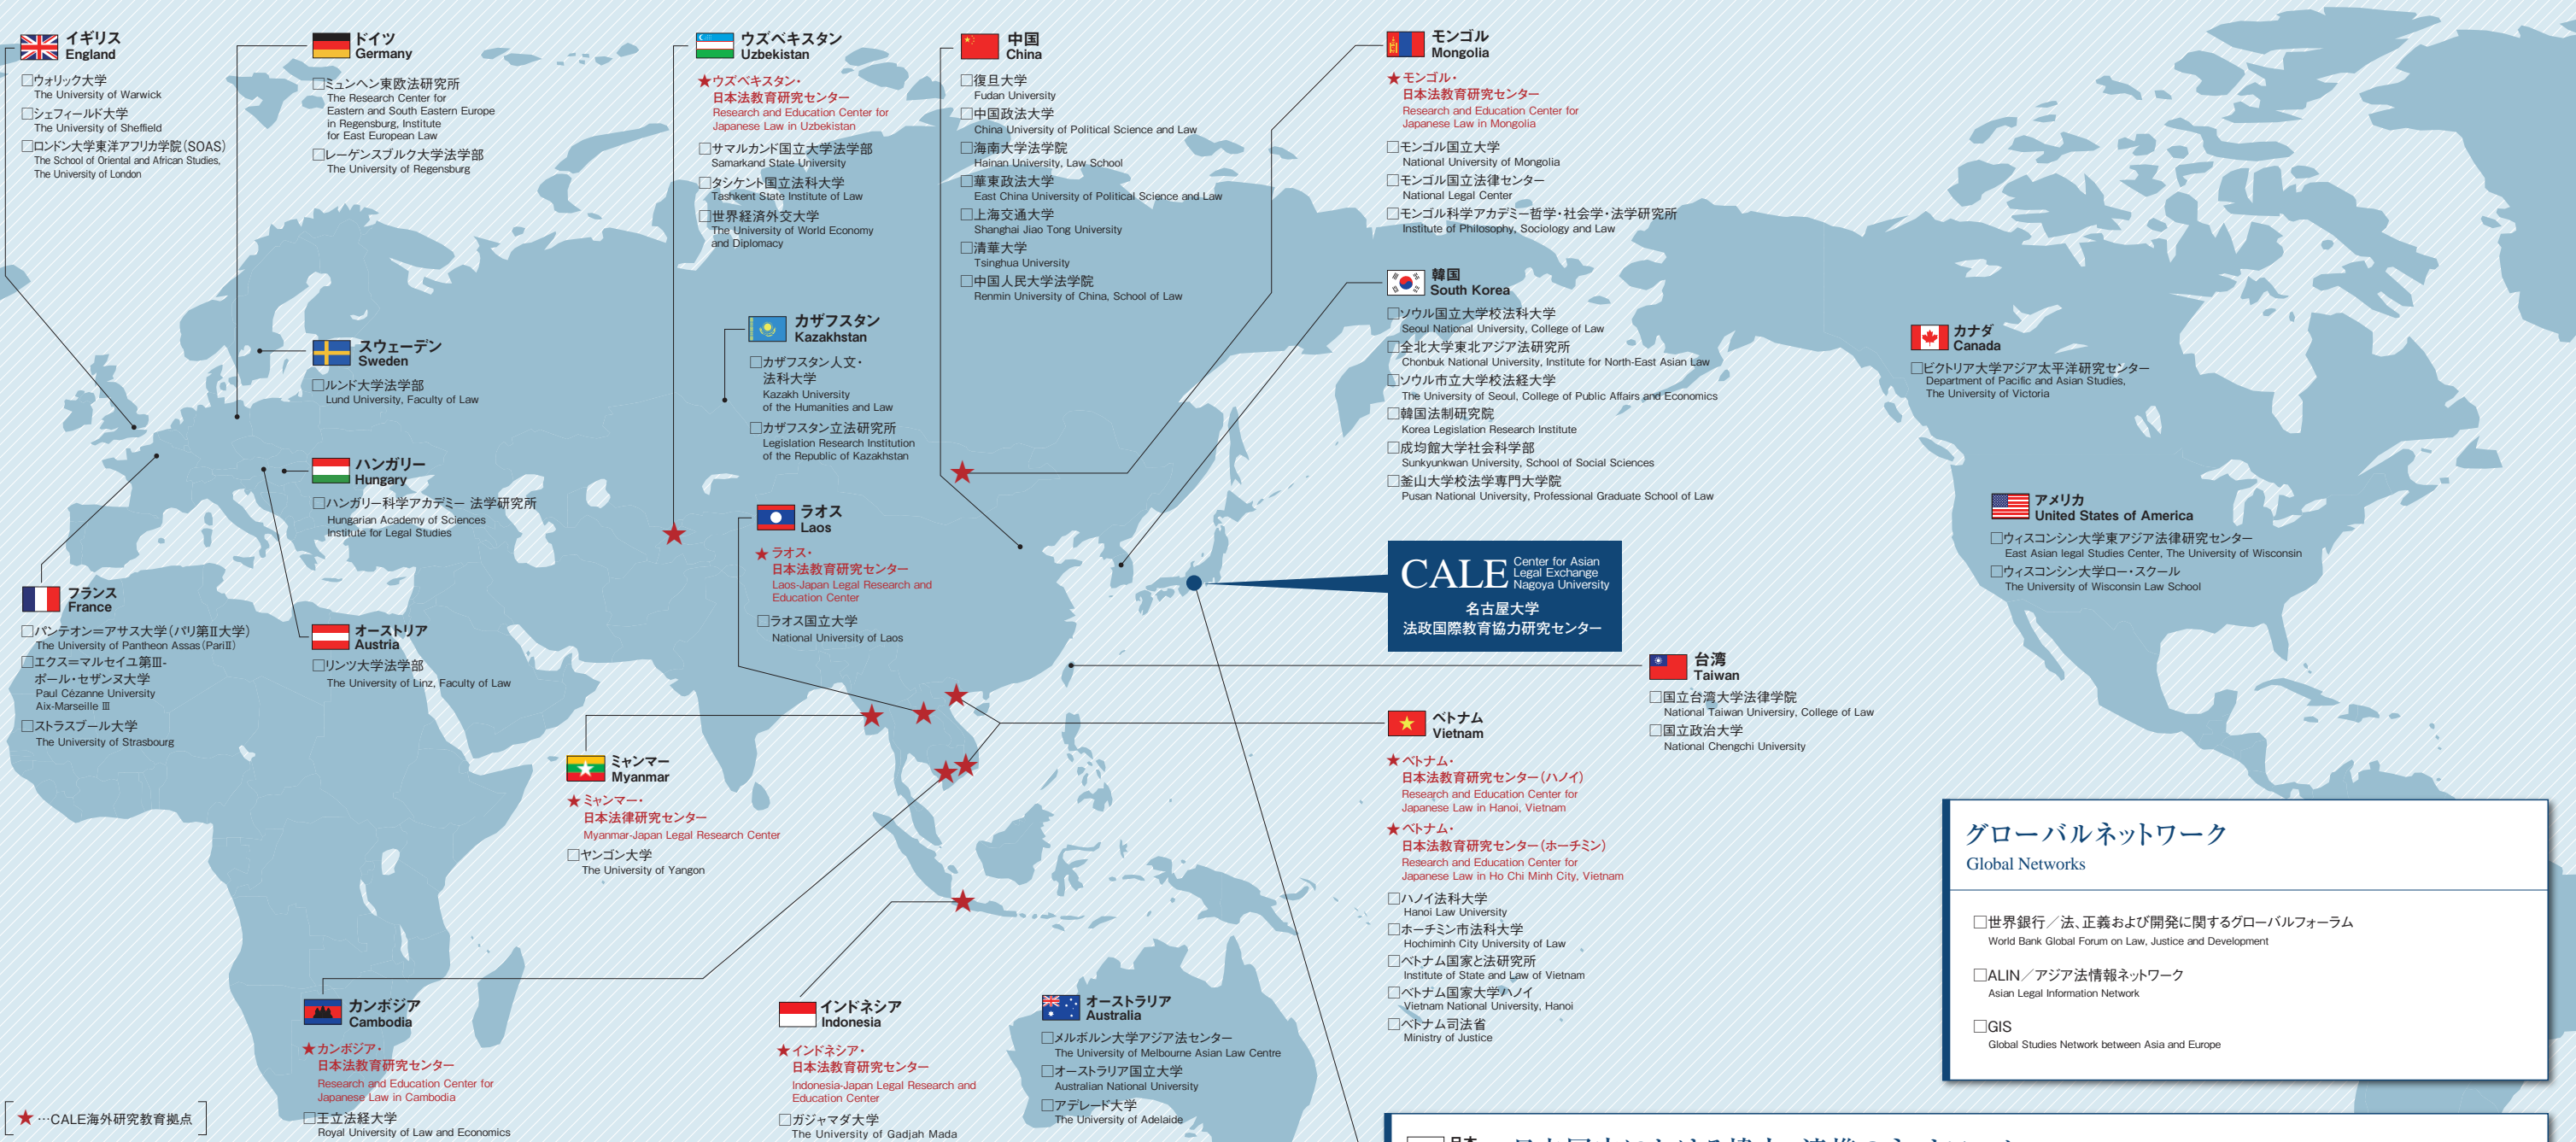 イギリス
England
□ウォリック大学
The University of Warwick
□シェフィールド大学
The University of Sheffield
□ロンドン大学東洋アフリカ学院(SOAS)
The School of Oriental and African Studies,
The University of London
ドイツ
Germany
□ミュンヘン東欧法研究所
The Research Center for
Eastern and South Eastern Europe
in Regensburg, Institute
for East European Law
□レーゲンスブルク大学法学部
The University of Regensburg
スウェーデン
Sweden
□ルンド大学法学部
Lund University, Faculty of Law
ハンガリー
Hungary
□ハンガリー科学アカデミー 法学研究所
Hungarian Academy of Sciences
Institute for Legal Studies
フランス
France
□パンテオン=アサス大学(パリ第Ⅱ大学)
The University of Pantheon Assas(PariⅡ)
□エクス=マルセイユ第Ⅲ-
ポール・セザンヌ大学
Paul Cézanne University
Aix-Marseille Ⅲ
□ストラスブール大学
The University of Strasbourg
オーストリア
Austria
□リンツ大学法学部
The University of Linz, Faculty of Law
ウズベキスタン
Uzbekistan
★ウズベキスタン・
日本法教育研究センター
Research and Education Center for
Japanese Law in Uzbekistan
□サマルカンド国立大学法学部
Samarkand State University
□タシケント国立法科大学
Tashkent State Institute of Law
□世界経済外交大学
The University of World Economy
and Diplomacy
カザフスタン
Kazakhstan
□カザフスタン人文・
法科大学
Kazakh University
of the Humanities and Law
□カザフスタン立法研究所
Legislation Research Institution
of the Republic of Kazakhstan
ラオス
Laos
★ラオス・
日本法教育研究センター
Laos-Japan Legal Research and
Education Center
□ラオス国立大学
National University of Laos
中国
China
□復旦大学
Fudan University
□中国政法大学
China University of Political Science and Law
□海南大学法学院
Hainan University, Law School
□華東政法大学
East China University of Political Science and Law
□上海交通大学
Shanghai Jiao Tong University
□清華大学
Tsinghua University
□中国人民大学法学院
Renmin University of China, School of Law
モンゴル
Mongolia
★モンゴル・
日本法教育研究センター
Research and Education Center for
Japanese Law in Mongolia
□モンゴル国立大学
National University of Mongolia
□モンゴル国立法律センター
National Legal Center
□モンゴル科学アカデミー哲学・社会学・法学研究所
Institute of Philosophy, Sociology and Law
韓国
South Korea
□ソウル国立大学校法科大学
Seoul National University, College of Law
□全北大学東北アジア法研究所
Chonbuk National University, Institute for North-East Asian Law
□ソウル市立大学校法経大学
The University of Seoul, College of Public Affairs and Economics
□韓国法制研究院
Korea Legislation Research Institute
□成均館大学社会科学部
Sunkyunkwan University, School of Social Sciences
□釜山大学校法学専門大学院
Pusan National University, Professional Graduate School of Law
CALE
Center for Asian
Legal Exchange
Nagoya University
名古屋大学
法政国際教育協力研究センター
カナダ
Canada
□ビクトリア大学アジア太平洋研究センター
Department of Pacific and Asian Studies,
The University of Victoria
アメリカ
United States of America
□ウィスコンシン大学東アジア法律研究センター
East Asian legal Studies Center, The University of Wisconsin
□ウィスコンシン大学ロー・スクール
The University of Wisconsin Law School
台湾
Taiwan
□国立台湾大学法律学院
National Taiwan Universiry, College of Law
□国立政治大学
National Chengchi University
ベトナム
Vietnam
★ベトナム・
日本法教育研究センター(ハノイ)
Research and Education Center for
Japanese Law in Hanoi, Vietnam
★ベトナム・
日本法教育研究センター(ホーチミン)
Research and Education Center for
Japanese Law in Ho Chi Minh City, Vietnam
□ハノイ法科大学
Hanoi Law University
□ホーチミン市法科大学
Hochiminh City University of Law
□ベトナム国家と法研究所
Institute of State and Law of Vietnam
□ベトナム国家大学ハノイ
Vietnam National University, Hanoi
□ベトナム司法省
Ministry of Justice
ミャンマー
Myanmar
★ミャンマー・
日本法律研究センター
Myanmar-Japan Legal Research Center
□ヤンゴン大学
The University of Yangon
カンボジア
Cambodia
★カンボジア・
日本法教育研究センター
Research and Education Center for
Japanese Law in Cambodia
□王立法経大学
Royal University of Law and Economics
インドネシア
Indonesia
★インドネシア・
日本法教育研究センター
Indonesia-Japan Legal Research and
Education Center
□ガジャマダ大学
The University of Gadjah Mada
オーストラリア
Australia
□メルボルン大学アジア法センター
The University of Melbourne Asian Law Centre
□オーストラリア国立大学
Australian National University
□アデレード大学
The University of Adelaide
グローバルネットワーク
Global Networks
□世界銀行/法、正義および開発に関するグローバルフォーラム
World Bank Global Forum on Law, Justice and Development
□ALIN/アジア法情報ネットワーク
Asian Legal Information Network
□GIS
Global Studies Network between Asia and Europe
★…CALE海外研究教育拠点